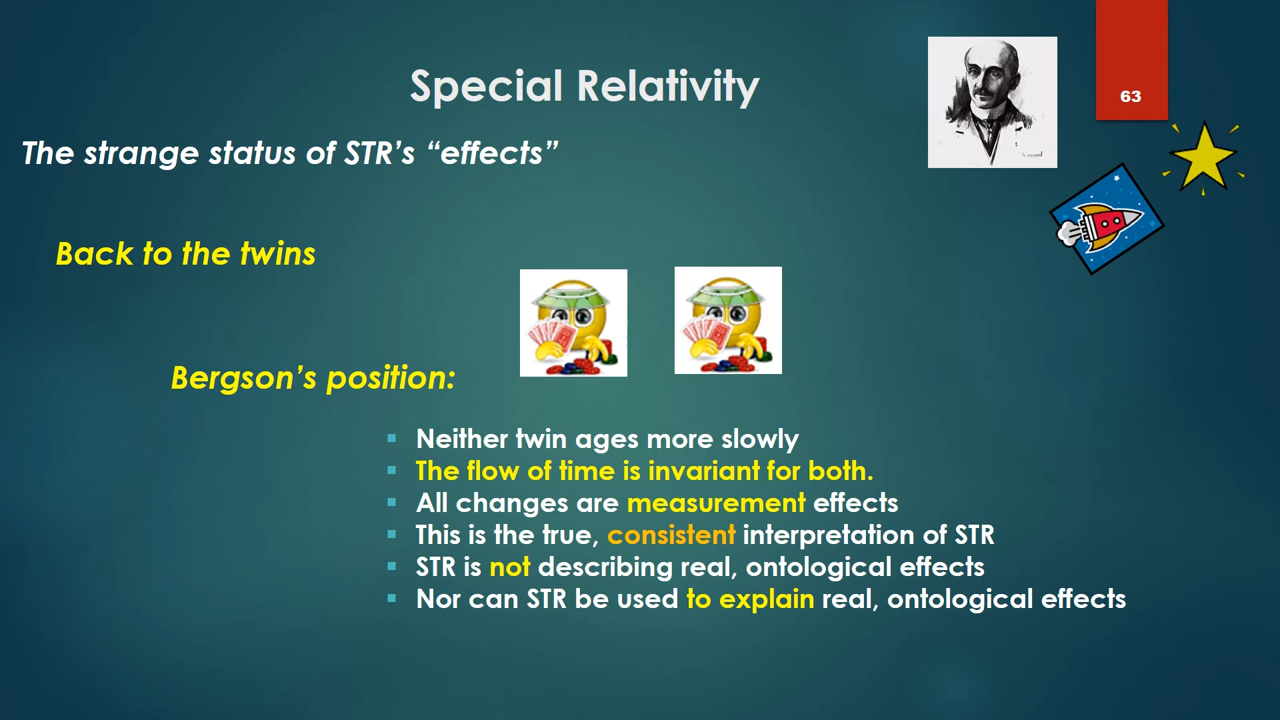 Special Relativity
63
The strange status of STR’s “effects”
Back to the twins
Bergson’s position:
▪ Neither twin ages more slowly
▪ The flow of time is invariant for both.
▪ All changes are measurement effects
▪ This is the true, consistent interpretation of STR
▪ STR is not describing real, ontological effects
▪ Nor can STR be used to explain real, ontological effects